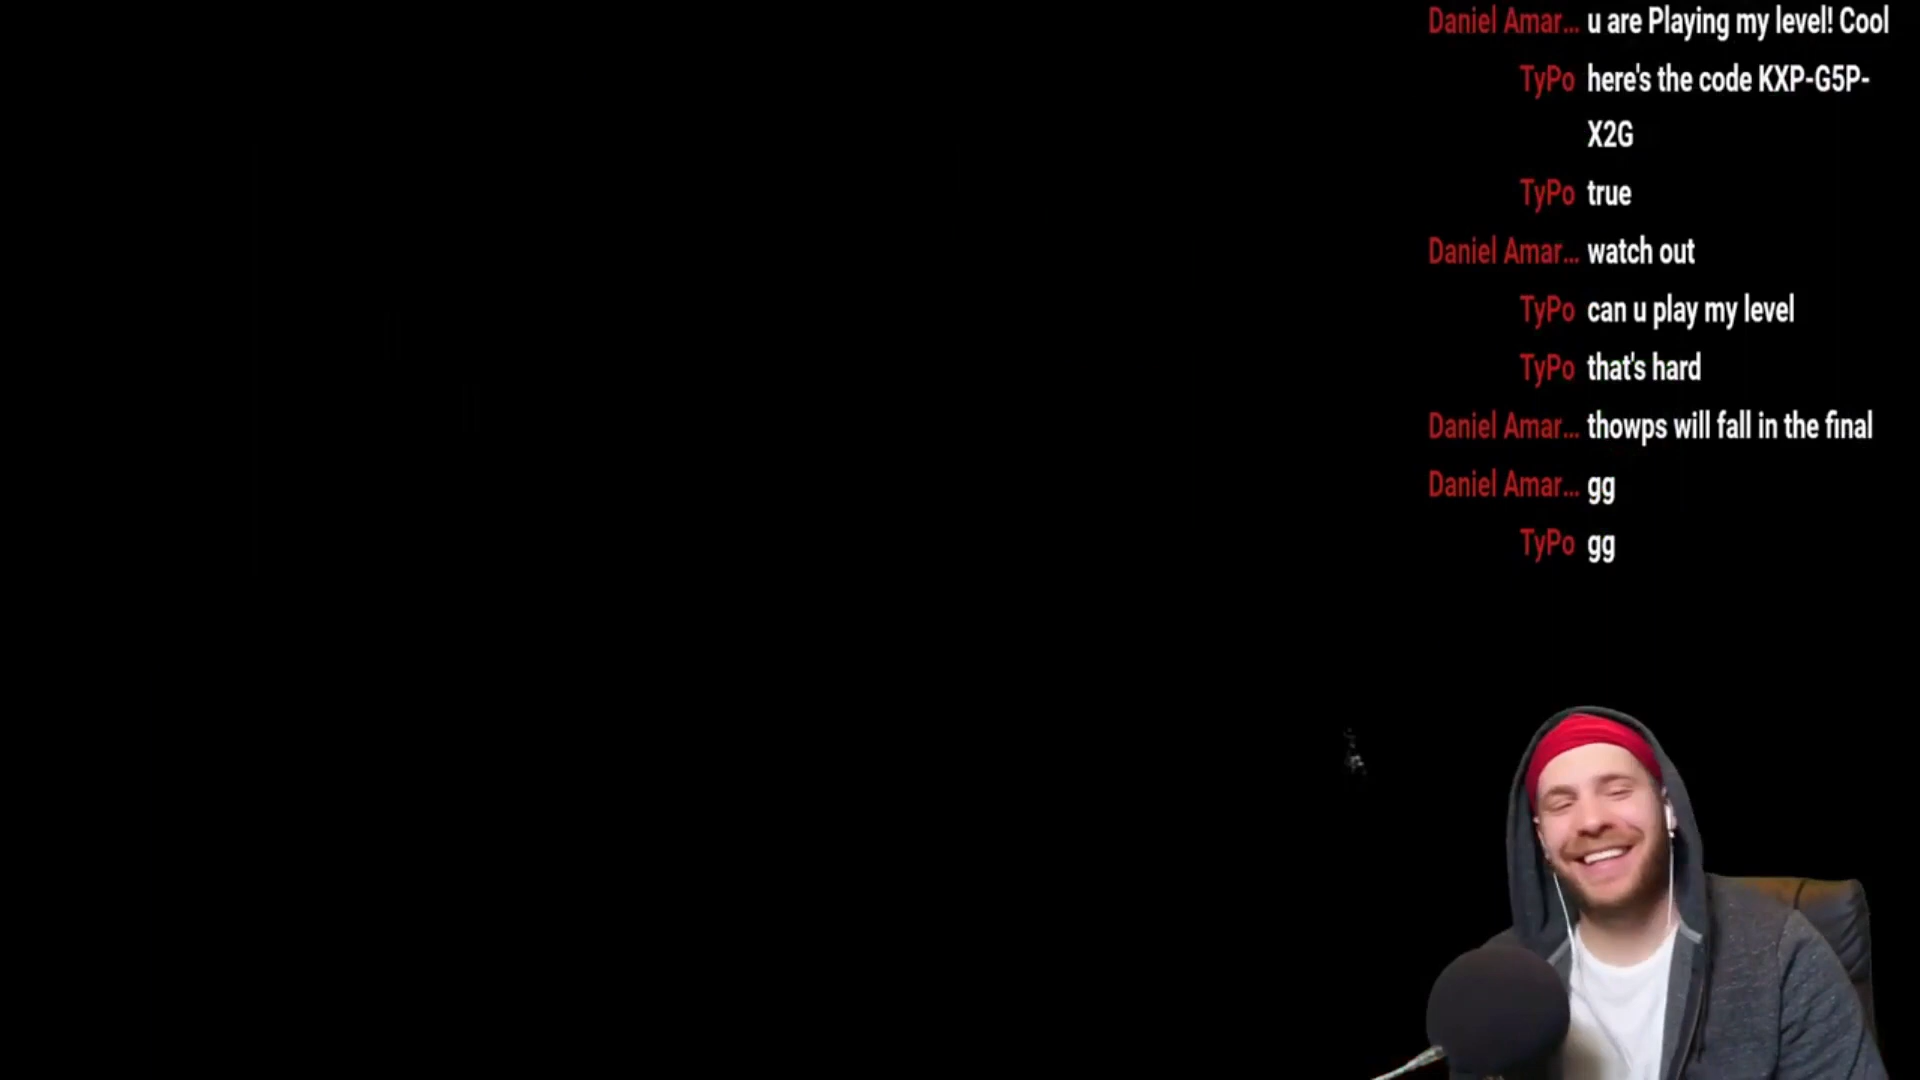 Daniel Amar... u are Playing my level! Cool
TyPo here's the code KXP-G5P-
X2G
TyPo true
Daniel Amar... watch out
TyPo can u play my level
TyPo that's hard
Daniel Amar... thowps will fall in the final
Daniel Amar... gg
TyPo gg